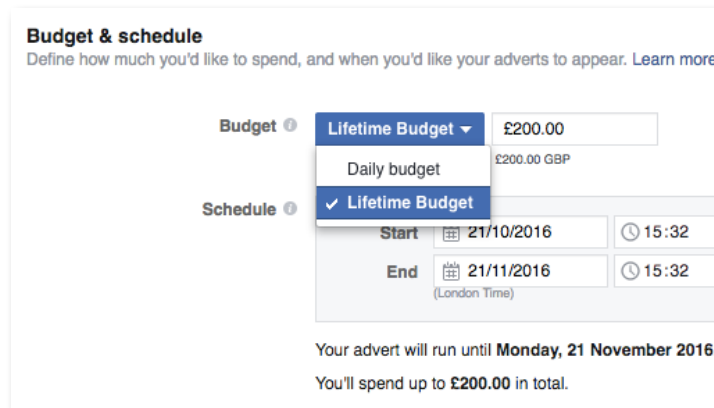 Budget & schedule
Define how much you'd like to spend, and when you'd like your adverts to appear. Learn more
Budget
Lifetime Budget
£200.00
Daily budget
£200.00 GBP
Lifetime Budget
Schedule
Start 21/10/2016 15:32
End 21/11/2016 15:32
(London Time)
Your advert will run until Monday, 21 November 2016
You'll spend up to £200.00 in total.